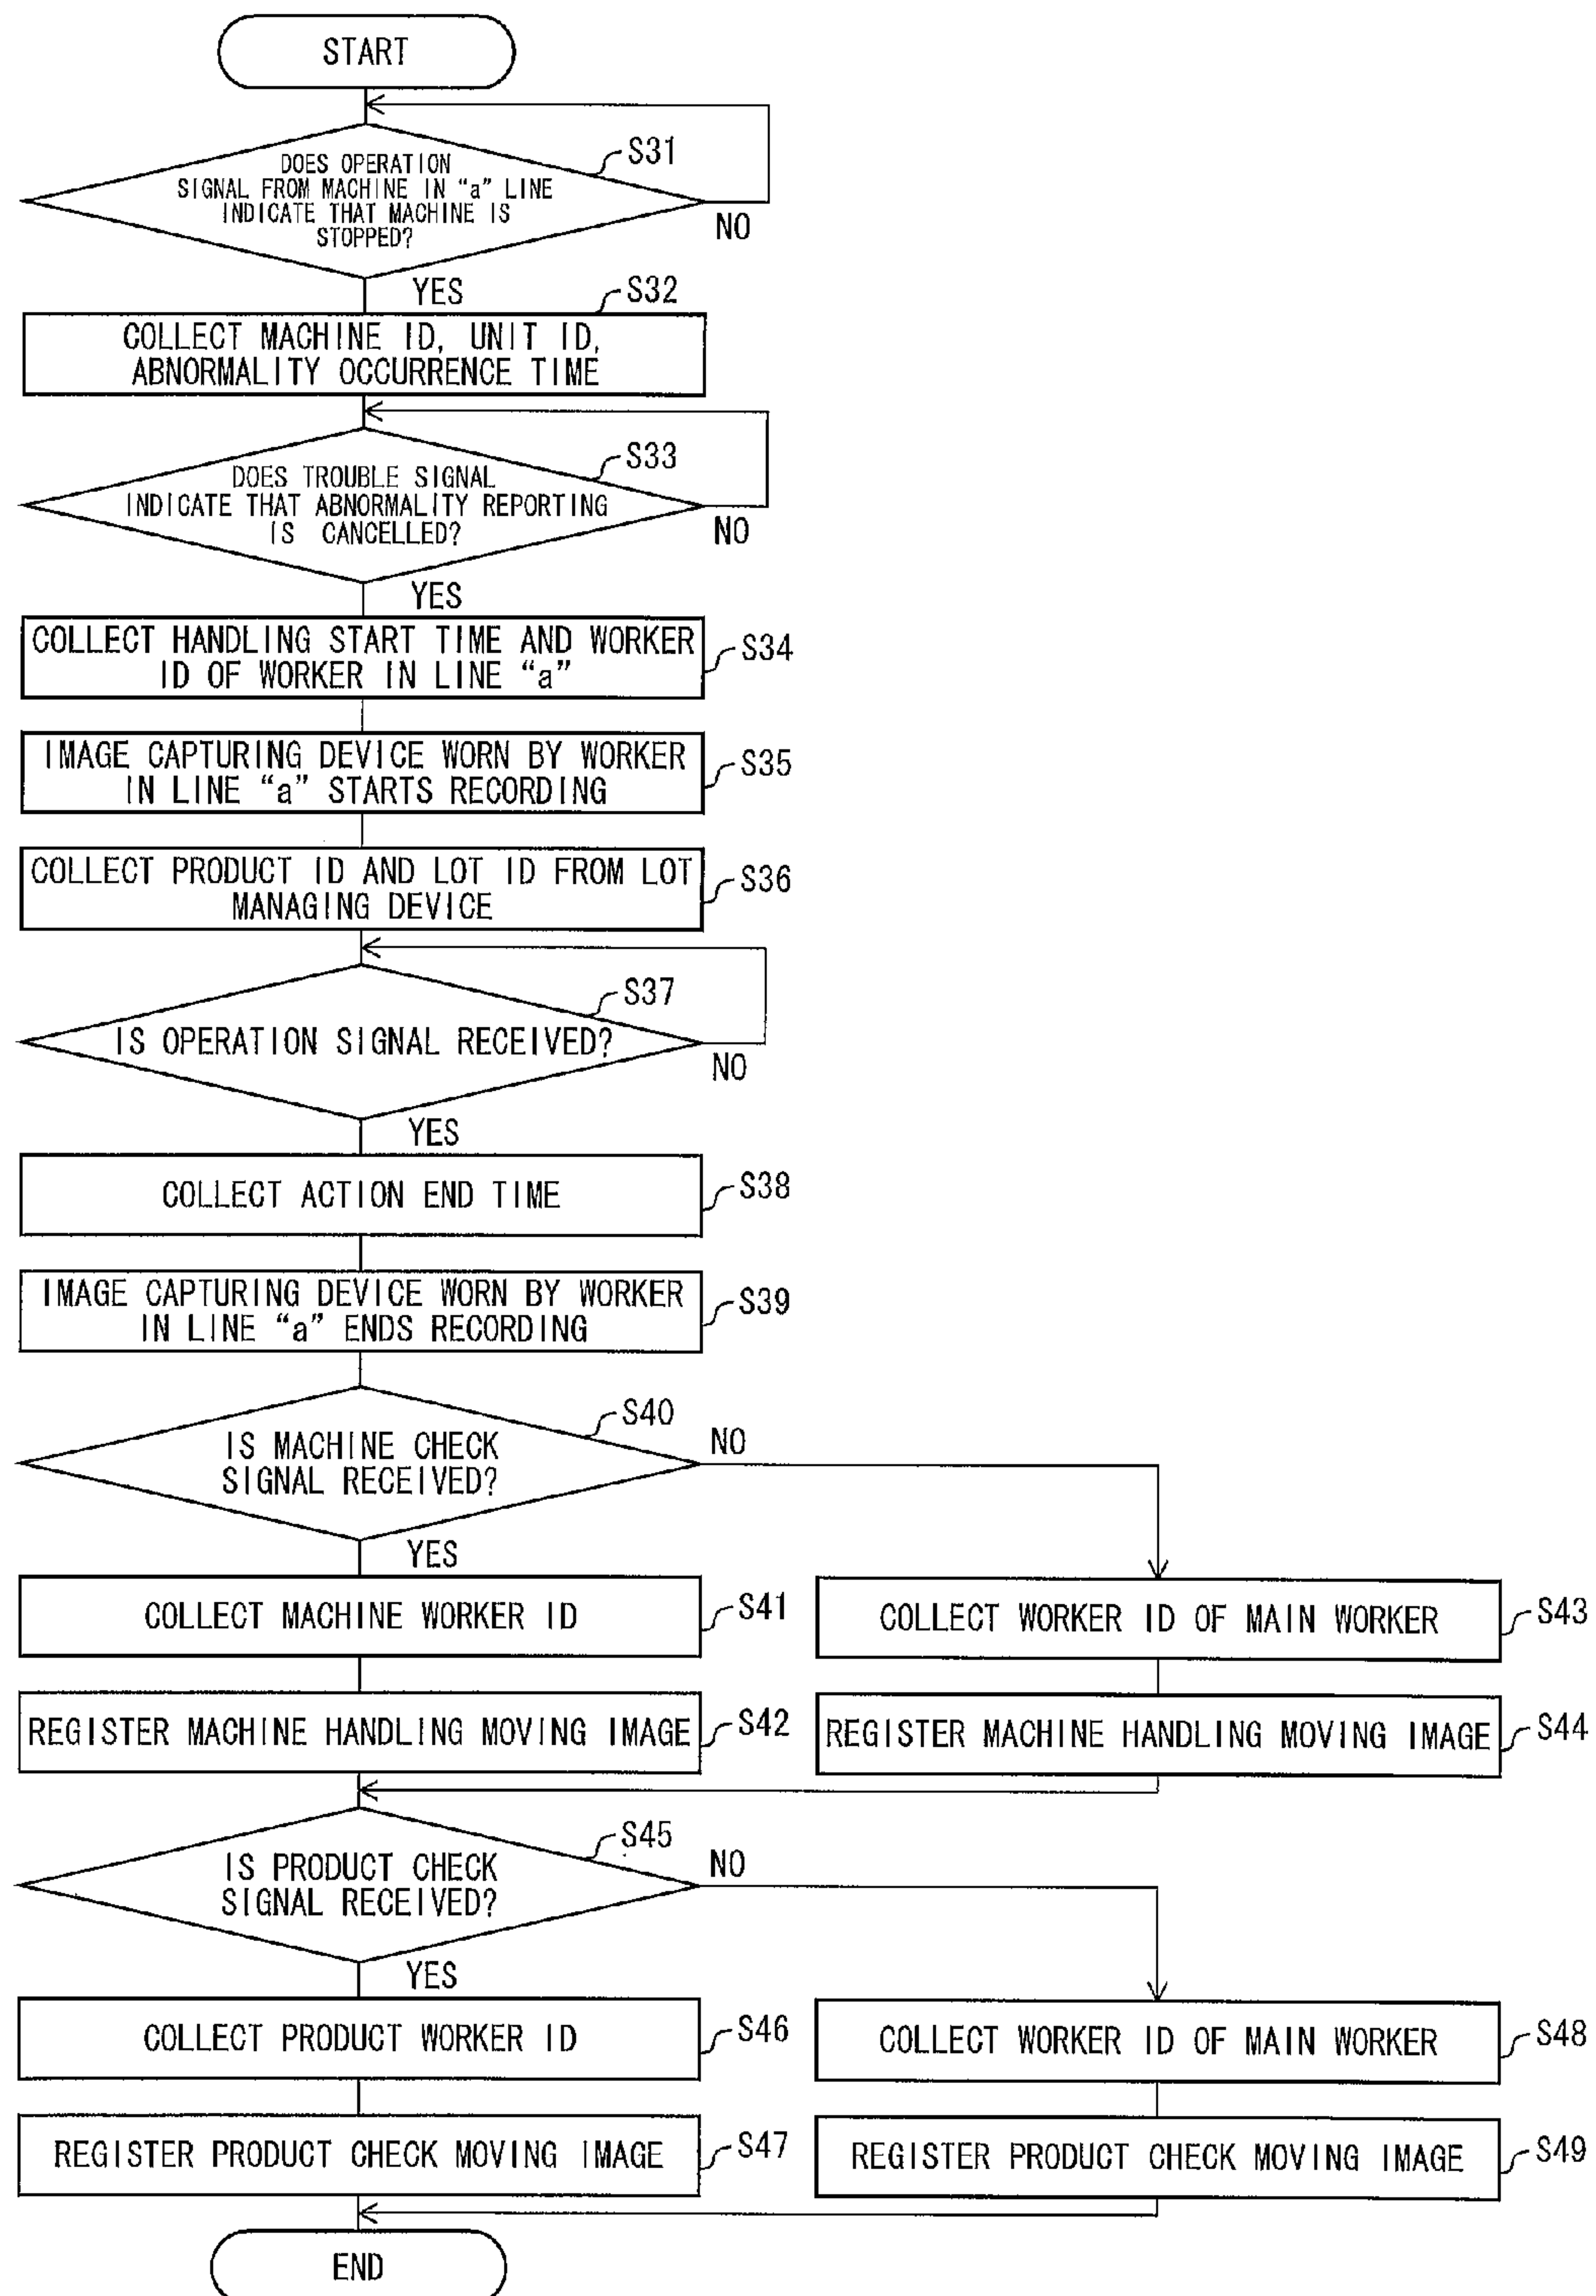 START
DOES OPERATION
SIGNAL FROM MACHINE IN “a” LINE
INDICATE THAT MACHINE IS
STOPPED?
S31
NO
YES
S32
COLLECT MACHINE ID, UNIT ID,
ABNORMALITY OCCURRENCE TIME
DOES TROUBLE SIGNAL
INDICATE THAT ABNORMALITY REPORTING
IS CANCELLED?
S33
NO
YES
COLLECT HANDLING START TIME AND WORKER
ID OF WORKER IN LINE “a”
S34
IMAGE CAPTURING DEVICE WORN BY WORKER
IN LINE “a” STARTS RECORDING
S35
COLLECT PRODUCT ID AND LOT ID FROM LOT
MANAGING DEVICE
S36
IS OPERATION SIGNAL RECEIVED?
S37
NO
YES
COLLECT ACTION END TIME
S38
IMAGE CAPTURING DEVICE WORN BY WORKER
IN LINE “a” ENDS RECORDING
S39
IS MACHINE CHECK
SIGNAL RECEIVED?
S40
NO
YES
COLLECT MACHINE WORKER ID
S41
COLLECT WORKER ID OF MAIN WORKER
S43
REGISTER MACHINE HANDLING MOVING IMAGE
S42
REGISTER MACHINE HANDLING MOVING IMAGE
S44
IS PRODUCT CHECK
SIGNAL RECEIVED?
S45
NO
YES
COLLECT PRODUCT WORKER ID
S46
COLLECT WORKER ID OF MAIN WORKER
S48
REGISTER PRODUCT CHECK MOVING IMAGE
S47
REGISTER PRODUCT CHECK MOVING IMAGE
S49
END